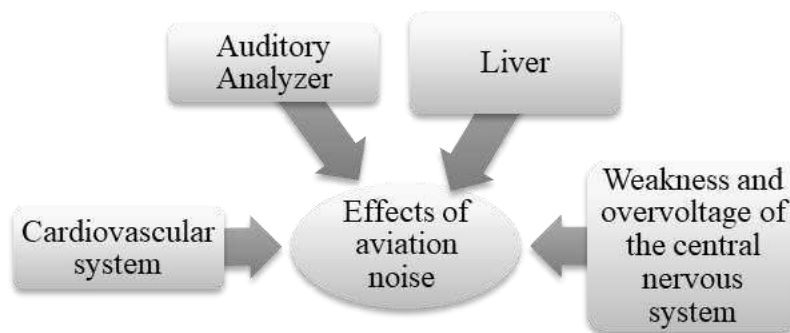 Auditory
Analyzer
Liver
Cardiovascular
system
Effects of
aviation
noise
Weakness and
overvoltage of
the central
nervous
system